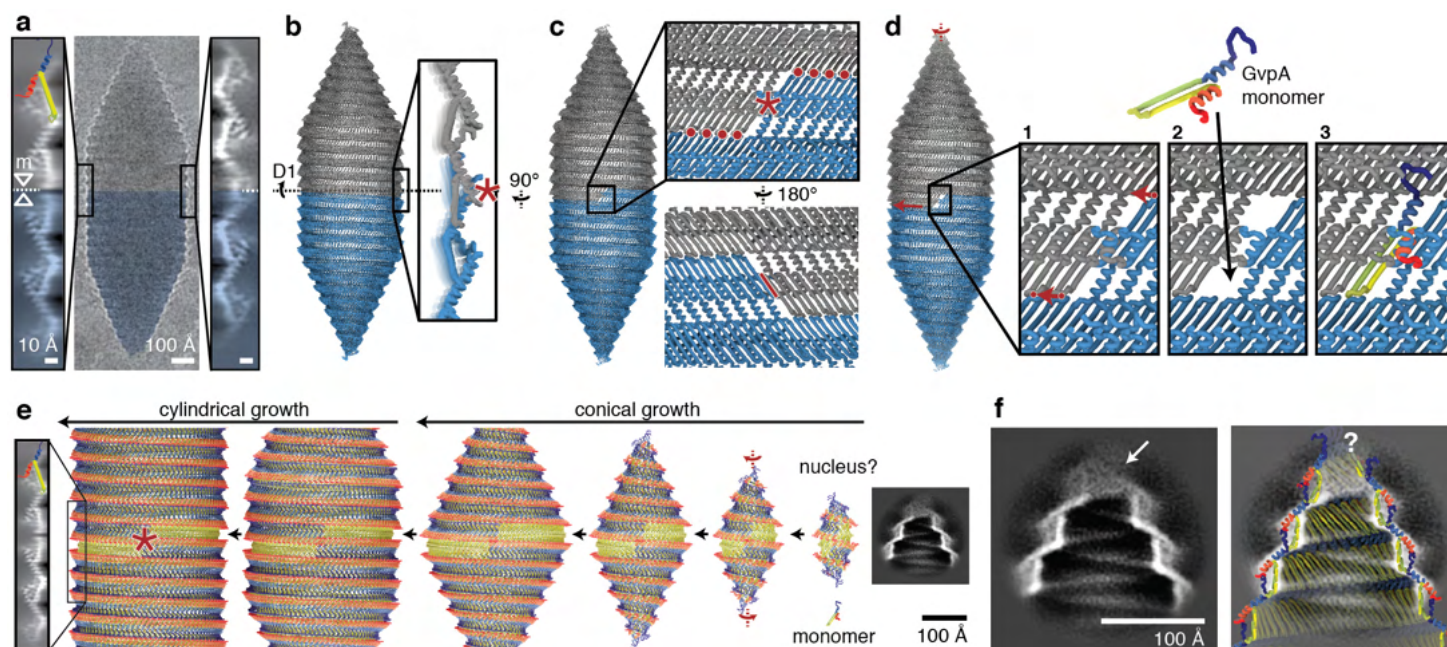 a
m
10 Å
100 Å
b
D1
*
90°
c
*
180°
d
GvpA
monomer
1
2
3
e
cylindrical growth
conical growth
*
nucleus?
monomer
100 Å
f
100 Å
?